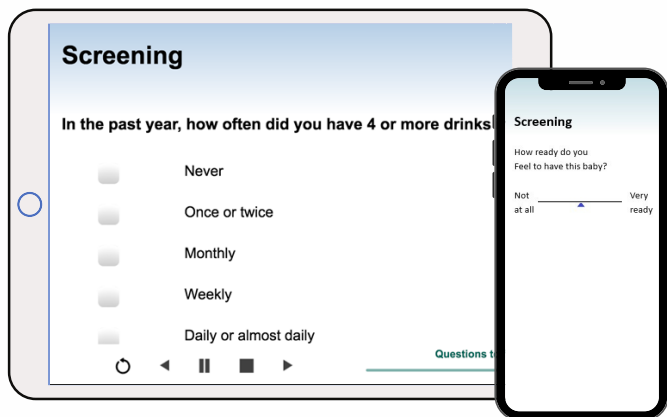 Screening
In the past year, how often did you have 4 or more drinks
Never
Once or twice
Monthly
Weekly
Daily or almost daily
Questions
Screening
How ready do you
Feel to have this baby?
Not
at all
Very
ready